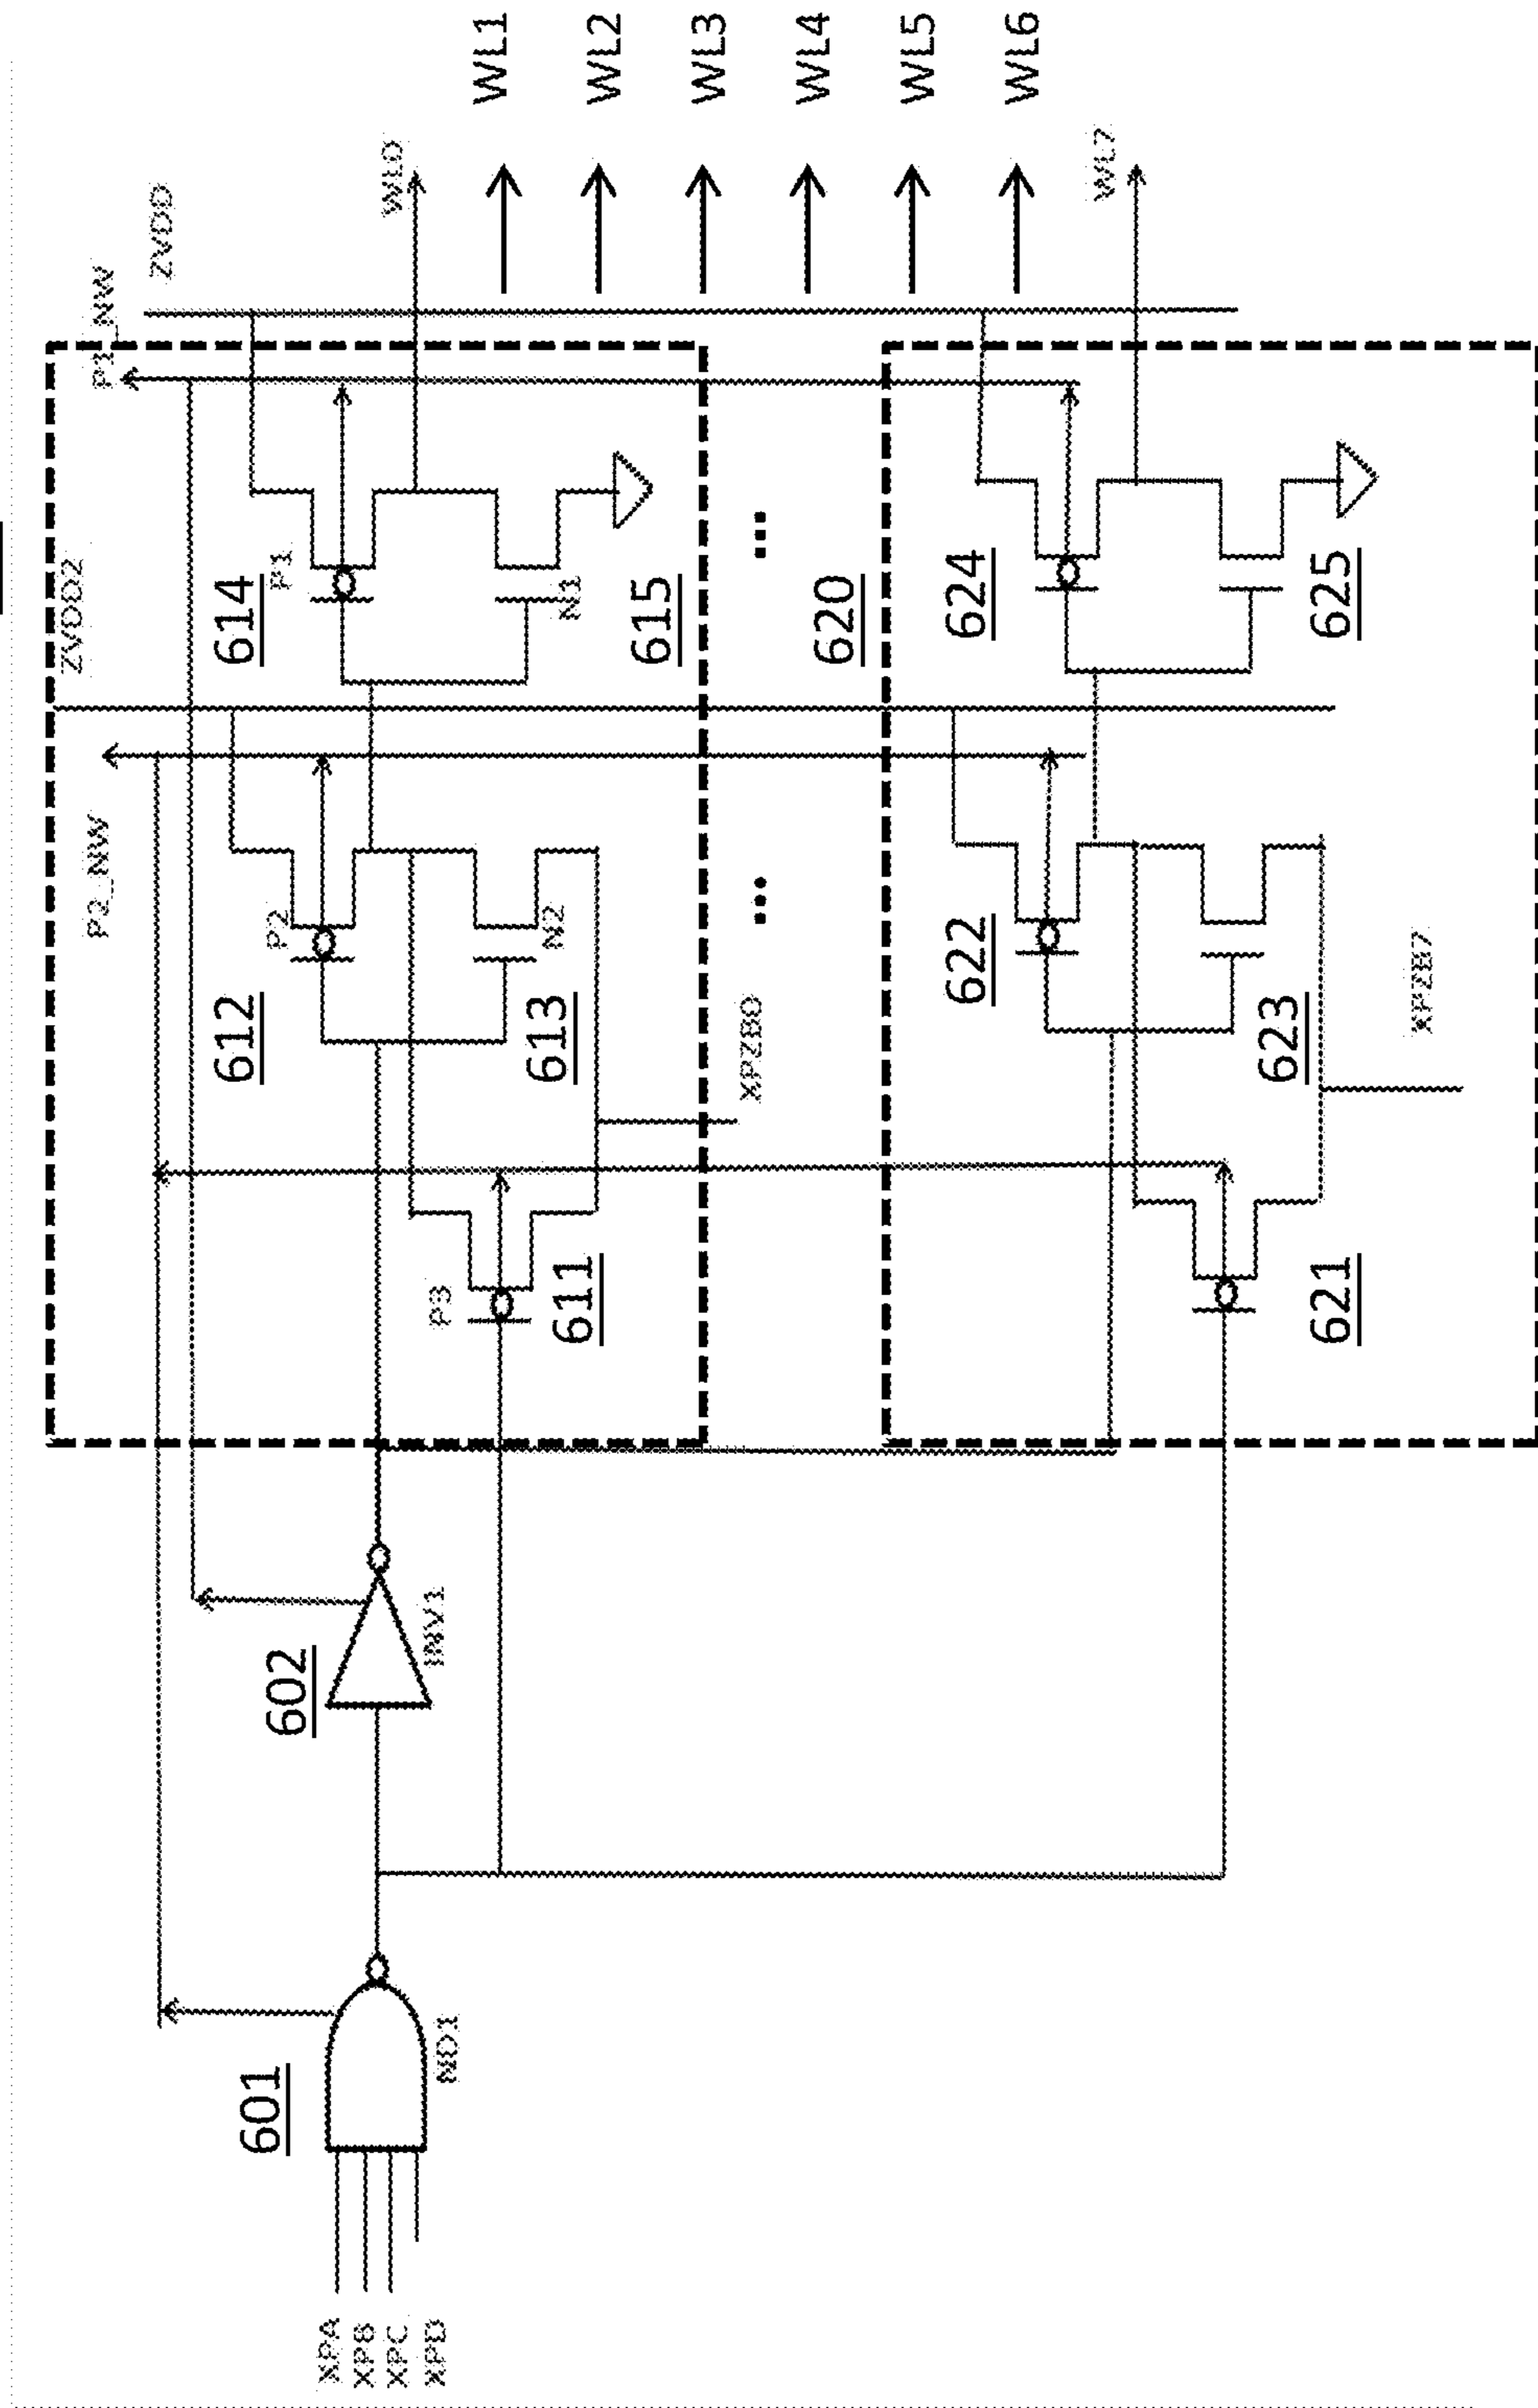 XPA
XPB
XPC
XPD
601
ND1
602
INV1
P2_NW
ZVDD2
P1_NW
ZVDD
P3
611
612
P2
613
N2
XPZB0
614
P1
N1
615
WL0
WL1
WL2
WL3
WL4
WL5
WL6
WL7
...
...
620
621
622
623
XPZB7
624
625